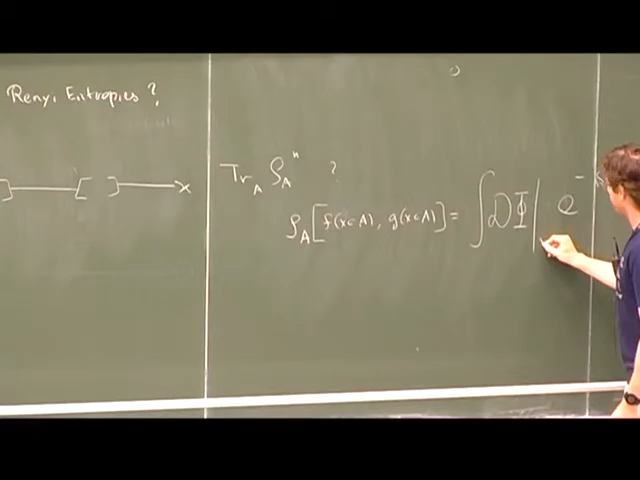 Renyi Entropies ?
] [ ] x
Tr_A ρ_A^n ?
ρ_A [ f(x∈A), g(x∈A) ] = ∫ DΦ | e^-